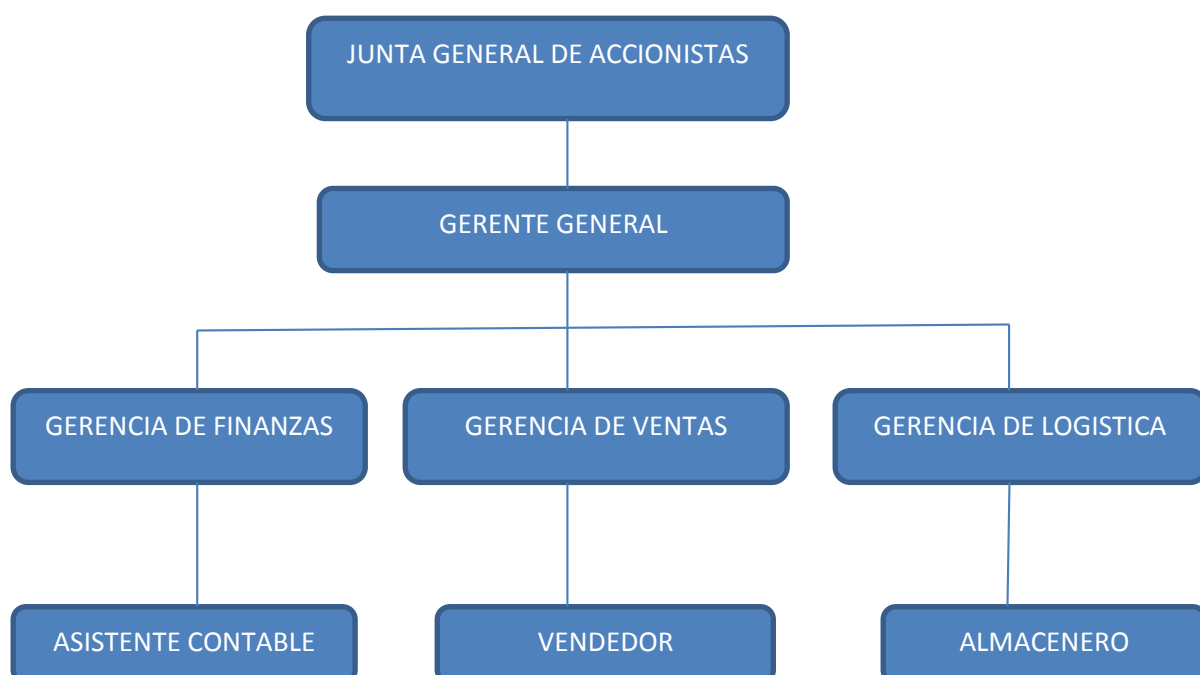 JUNTA GENERAL DE ACCIONISTAS
GERENTE GENERAL
GERENCIA DE FINANZAS
GERENCIA DE VENTAS
GERENCIA DE LOGISTICA
ASISTENTE CONTABLE
VENDEDOR
ALMACENERO